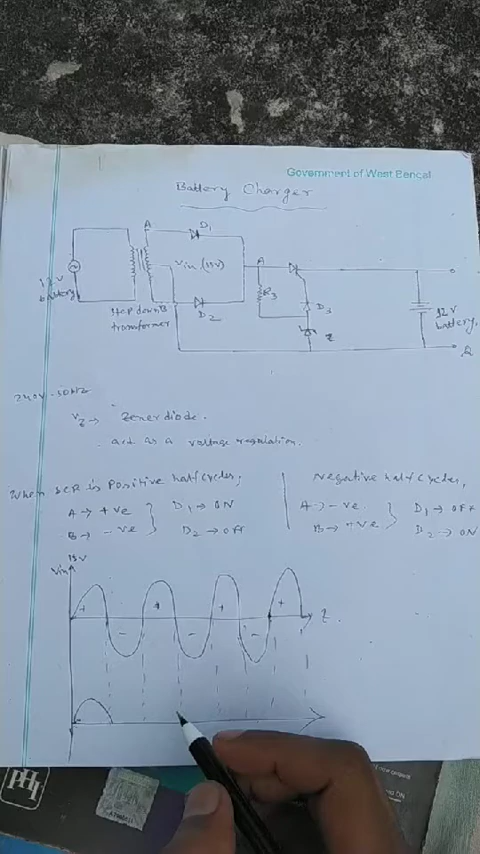 Government of West Bengal
Battery Charger
A
D1
Vin (15V)
A
R3
D3
Z
D2
Step down
transformer
battery
12V
battery
230V-50Hz
Vz → Zener diode.
act as a voltage regulation.
When SCR is Positive half cycles,
A → +ve
B → -ve
D1 → ON
D2 → OFF
Negative half cycles,
A → -ve
B → +ve
D1 → OFF
D2 → ON
15V
Vin
+ + + +
- - -
t.